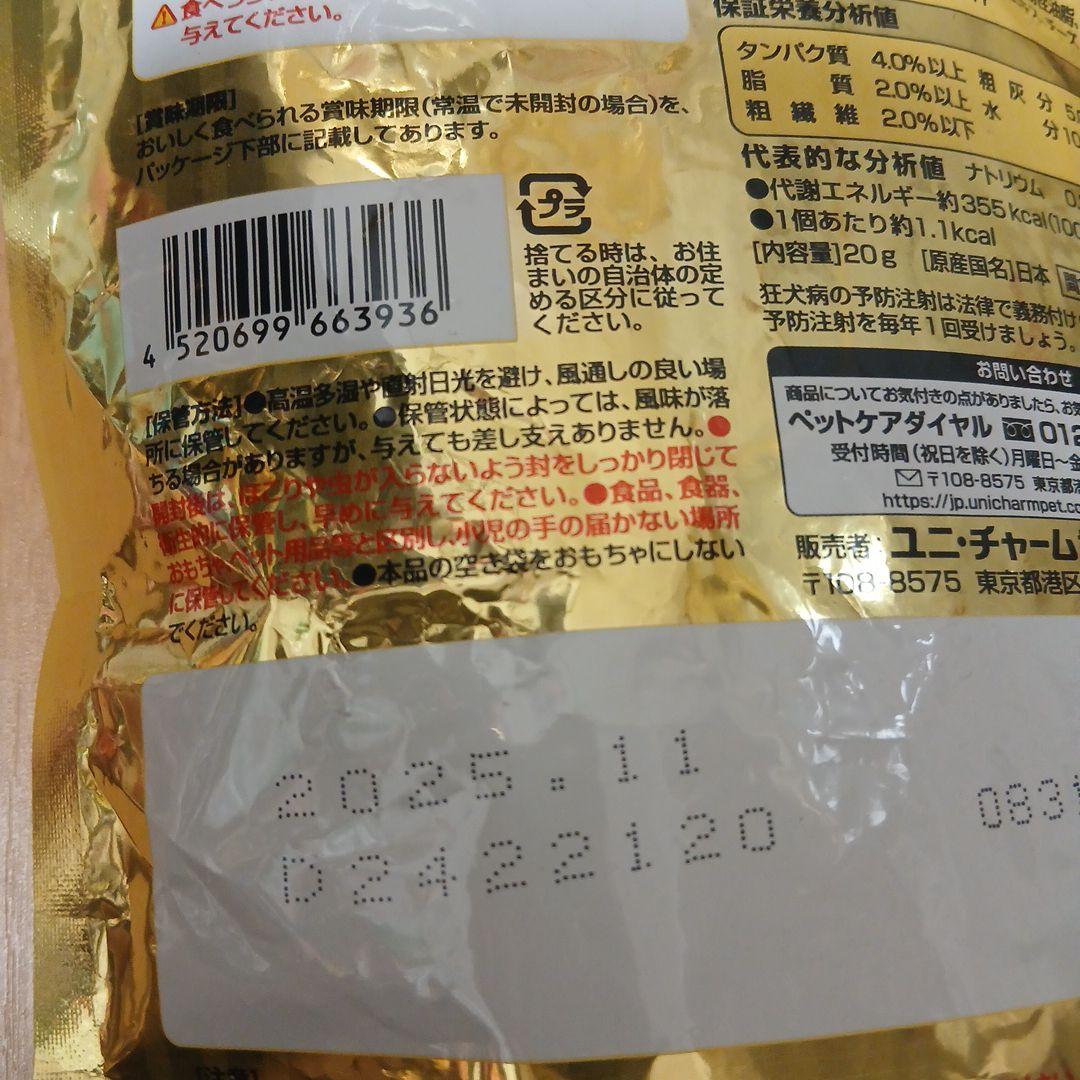 ⚠食べ
与えてください。
[賞味期限]
おいしく食べられる賞味期限(常温で未開封の場合)を、
パッケージ下部に記載してあります。
4 520699 663936
プラ
捨てる時は、お住
まいの自治体の定
める区分に従って
ください。
[保管方法]●高温多湿や直射日光を避け、風通しの良い場
所に保管してください。●保管状態によっては、風味が落
ちる場合がありますが、与えても差し支えありません。●
開封後は、ほこりや虫が入らないよう封をしっかり閉じて
衛生的に保管し、早めに与えてください。●食品、食器、
おもちゃ、ペット用品等と区別し、小児の手の届かない場所
に保管してください。●本品の空き袋をおもちゃにしない
でください。
保証栄養分析値
タンパク質 4.0%以上 粗灰分
脂質 2.0%以上 水分
粗繊維 2.0%以下
代表的な分析値 ナトリウム
●代謝エネルギー約355kcal(100
●1個あたり約1.1kcal
[内容量]20g [原産国名]日本
狂犬病の予防注射は法律で義務付け
予防注射を毎年1回受けましょう。
お問い合わせ
商品についてお気付きの点がありましたら、お気
ペットケアダイヤル 012
受付時間(祝日を除く)月曜日〜金
〒108-8575 東京都港
https://jp.unicharmpet.co
販売者:ユニ・チャーム
〒108-8575 東京都港区
2025.11
D2422120
083